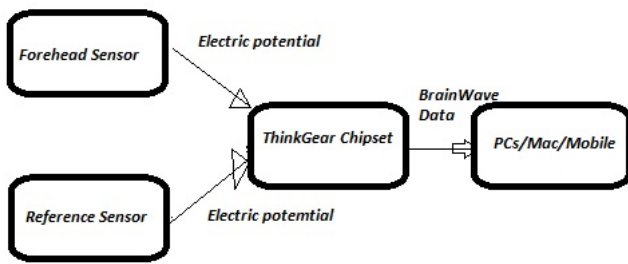 Electric potential
Forehead Sensor
BrainWave
Data
ThinkGear Chipset
PCs/Mac/Mobile
Reference Sensor
Electric potemtial